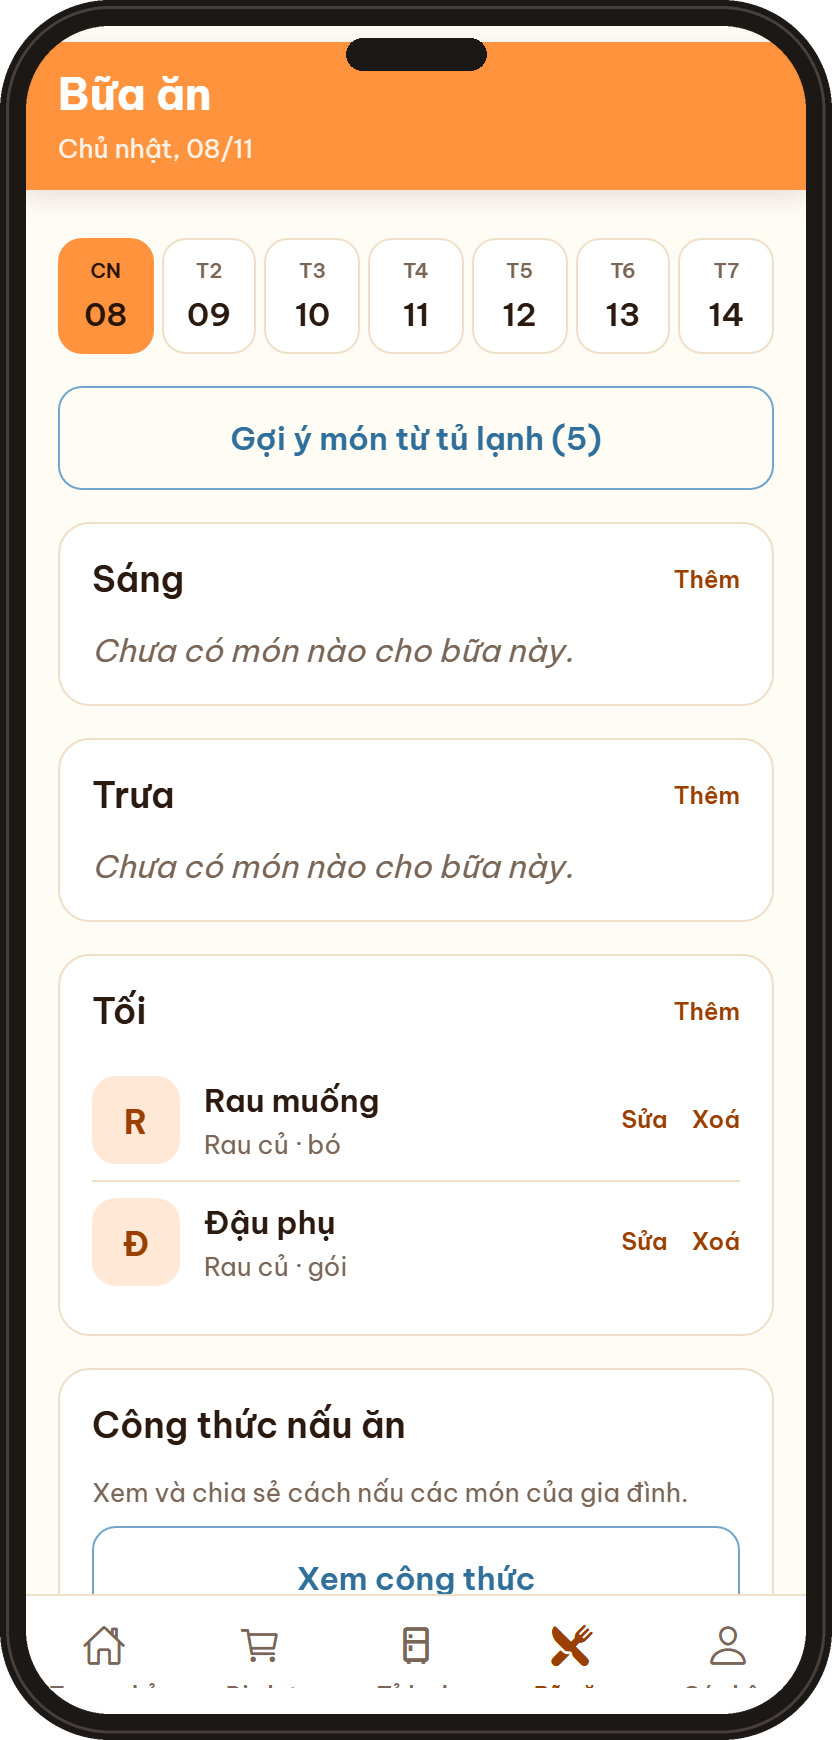 Bữa ăn
Chủ nhật, 08/11
CN T2 T3 T4 T5 T6 T7
08 09 10 11 12 13 14
Gợi ý món từ tủ lạnh (5)
Sáng Thêm
Chưa có món nào cho bữa này.
Trưa Thêm
Chưa có món nào cho bữa này.
Tối Thêm
R Rau muống Sửa Xoá
Rau củ · bó
Đ Đậu phụ Sửa Xoá
Rau củ · gói
Công thức nấu ăn
Xem và chia sẻ cách nấu các món của gia đình.
Xem công thức